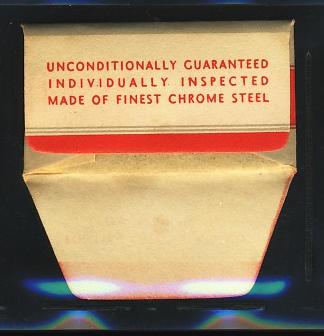 UNCONDITIONALLY GUARANTEED
INDIVIDUALLY INSPECTED
MADE OF FINEST CHROME STEEL